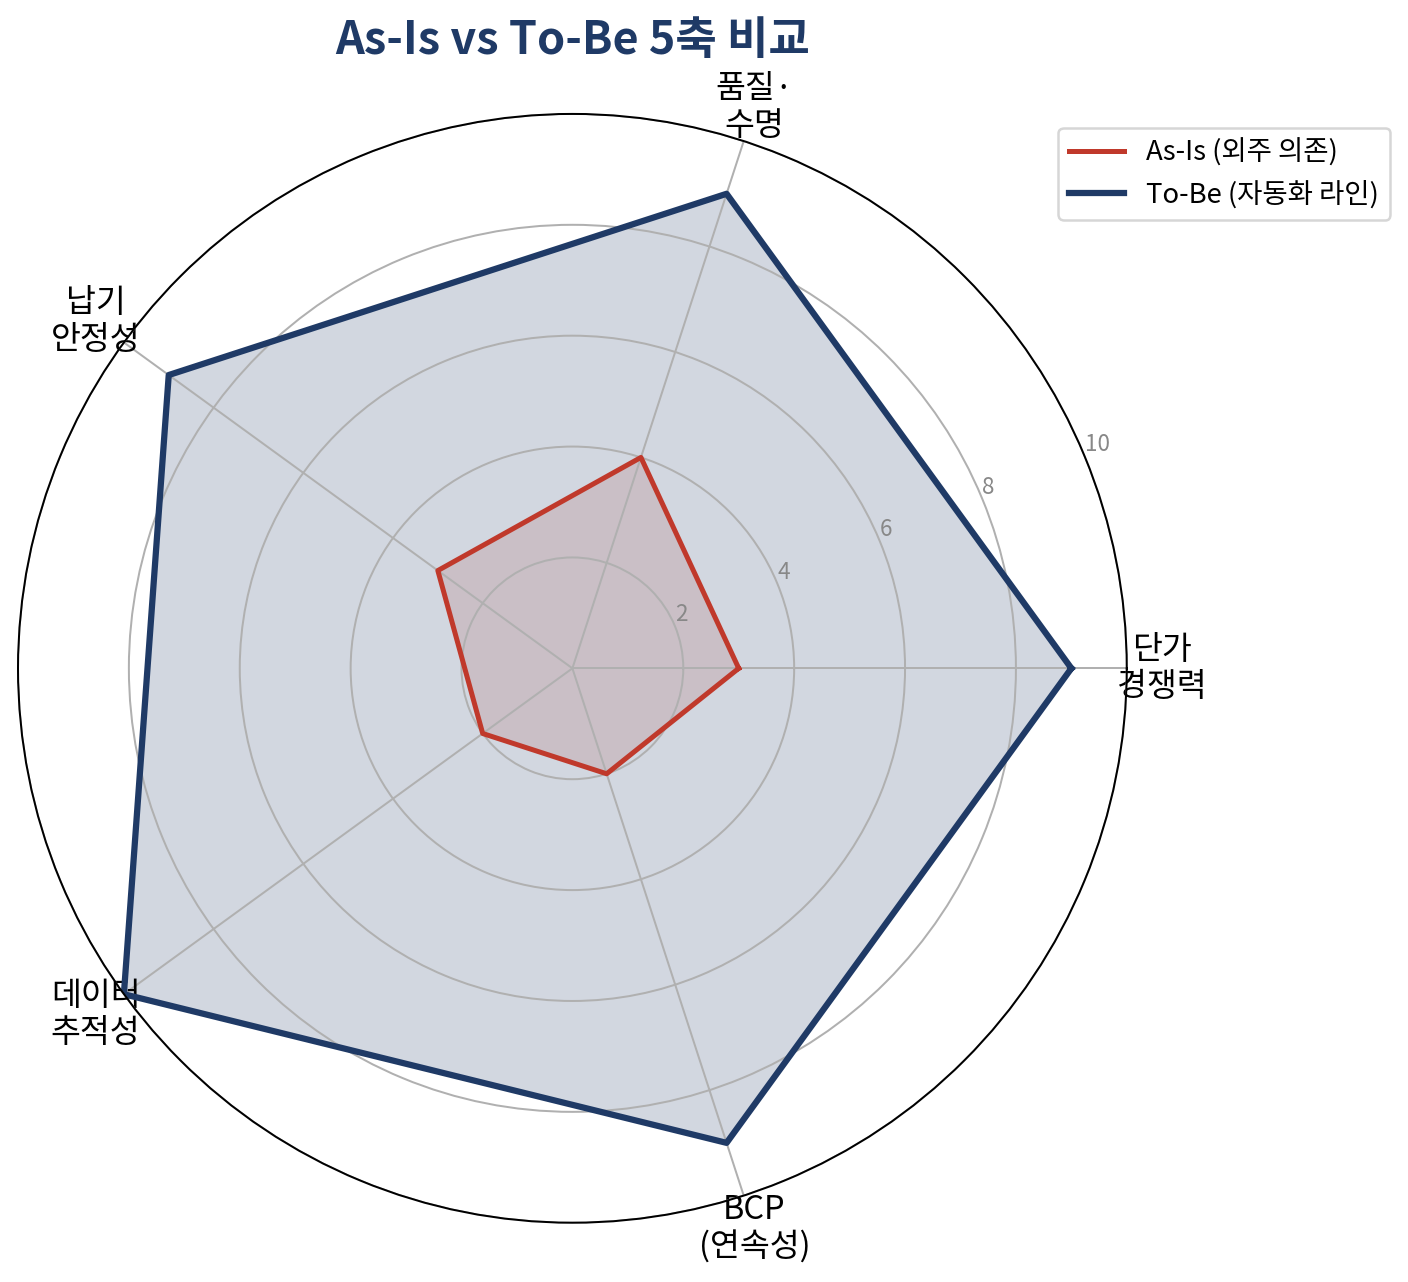 As-Is vs To-Be 5축 비교
품질·
수명
As-Is (외주 의존)
To-Be (자동화 라인)
납기
안정성
10
8
6
4
2
단가
경쟁력
데이터
추적성
BCP
(연속성)